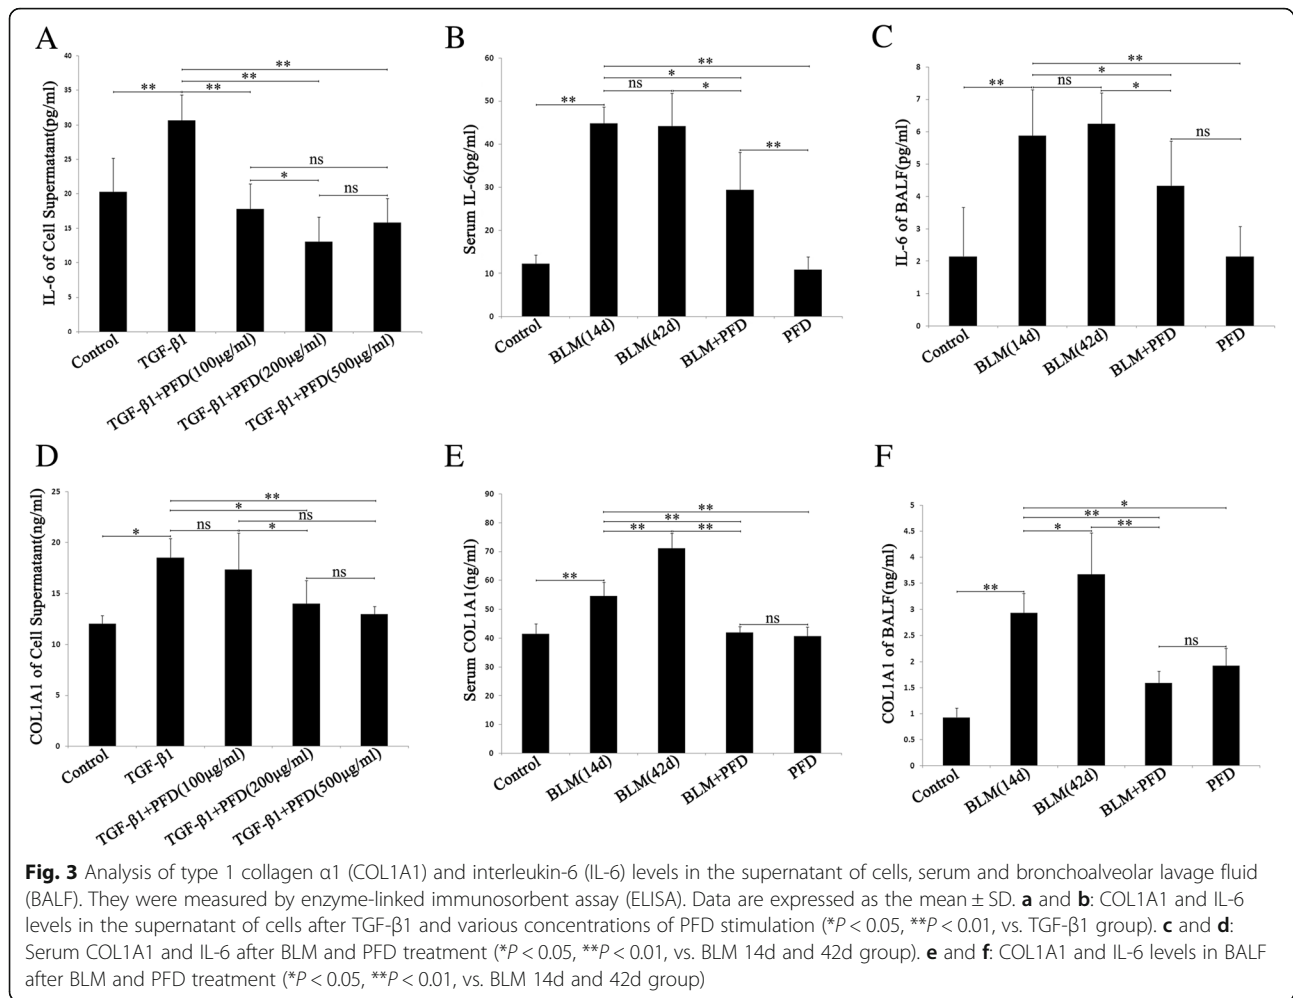 A
IL-6 of Cell Supermatant(pg/ml)
40
35
30
25
20
15
10
5
0
**
**
** **
ns
*
ns
Control
TGF-β1
TGF-β1+PFD(100μg/ml)
TGF-β1+PFD(200μg/ml)
TGF-β1+PFD(500μg/ml)
B
Serum IL-6(pg/ml)
60
50
40
30
20
10
0
**
*
ns *
**
**
Control
BLM(14d)
BLM(42d)
BLM+PFD
PFD
C
IL-6 of BALF(pg/ml)
8
7
6
5
4
3
2
1
0
**
*
** ns
*
ns
Control
BLM(14d)
BLM(42d)
BLM+PFD
PFD
D
COL1A1 of Cell Supermatant(ng/ml)
25
20
15
10
5
0
**
*
ns
* ns *
ns
Control
TGF-β1
TGF-β1+PFD(100μg/ml)
TGF-β1+PFD(200μg/ml)
TGF-β1+PFD(500μg/ml)
E
Serum COL1A1(ng/ml)
90
80
70
60
50
40
30
20
10
0
**
**
** **
**
ns
Control
BLM(14d)
BLM(42d)
BLM+PFD
PFD
F
COL1A1 of BALF(ng/ml)
5
4.5
4
3.5
3
2.5
2
1.5
1
0.5
0
*
**
* **
**
ns
Control
BLM(14d)
BLM(42d)
BLM+PFD
PFD
Fig. 3 Analysis of type 1 collagen α1 (COL1A1) and interleukin-6 (IL-6) levels in the supernatant of cells, serum and bronchoalveolar lavage fluid
(BALF). They were measured by enzyme-linked immunosorbent assay (ELISA). Data are expressed as the mean ± SD. a and b: COL1A1 and IL-6
levels in the supernatant of cells after TGF-β1 and various concentrations of PFD stimulation (*P < 0.05, **P < 0.01, vs. TGF-β1 group). c and d:
Serum COL1A1 and IL-6 after BLM and PFD treatment (*P < 0.05, **P < 0.01, vs. BLM 14d and 42d group). e and f: COL1A1 and IL-6 levels in BALF
after BLM and PFD treatment (*P < 0.05, **P < 0.01, vs. BLM 14d and 42d group)